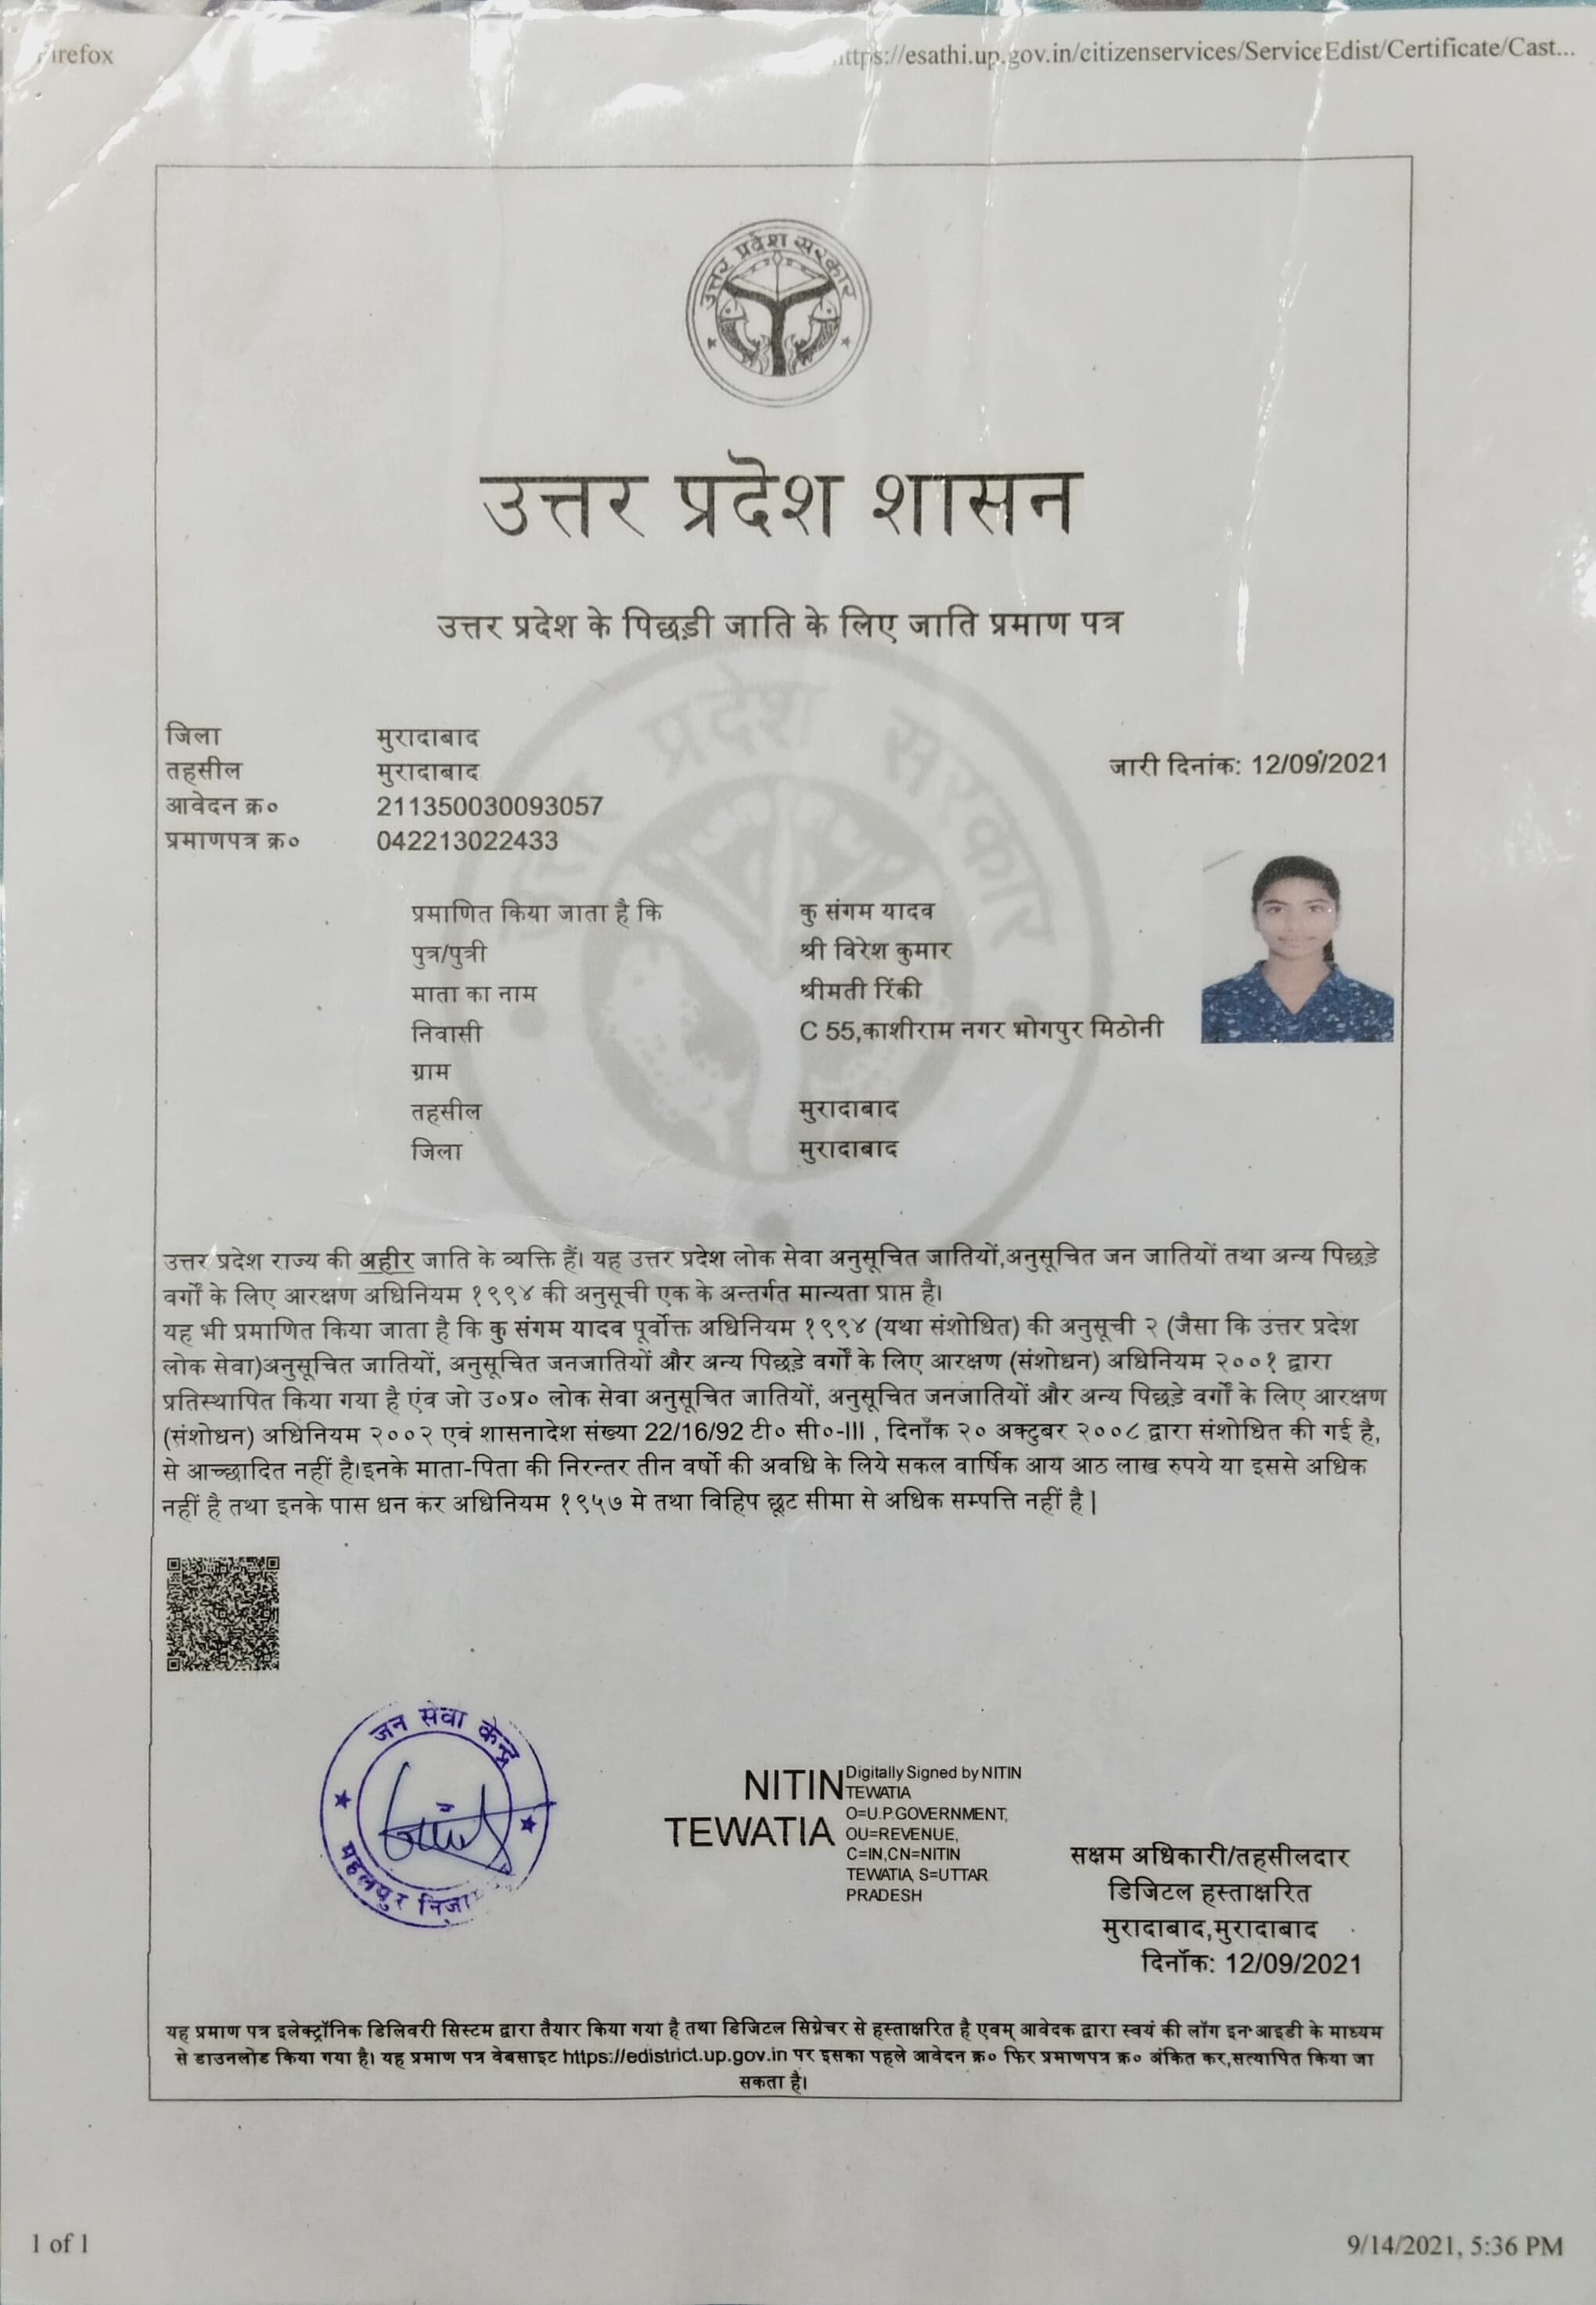 irefox
ttps://esathi.up.gov.in/citizenservices/ServiceEdist/Certificate/Cast...
उत्तर प्रदेश सरकार
उत्तर प्रदेश शासन
उत्तर प्रदेश के पिछड़ी जाति के लिए जाति प्रमाण पत्र
जिला मुरादाबाद
तहसील मुरादाबाद
जारी दिनांक: 12/09/2021
आवेदन क्र० 211350030093057
प्रमाणपत्र क्र० 042213022433
प्रमाणित किया जाता है कि कु संगम यादव
पुत्र/पुत्री श्री विरेश कुमार
माता का नाम श्रीमती रिंकी
निवासी C 55,काशीराम नगर भोगपुर मिठोनी
ग्राम
तहसील मुरादाबाद
जिला मुरादाबाद
उत्तर प्रदेश राज्य की अहीर जाति के व्यक्ति हैं। यह उत्तर प्रदेश लोक सेवा अनुसूचित जातियों,अनुसूचित जन जातियों तथा अन्य पिछड़े
वर्गों के लिए आरक्षण अधिनियम १९९४ की अनुसूची एक के अन्तर्गत मान्यता प्राप्त है।
यह भी प्रमाणित किया जाता है कि कु संगम यादव पूर्वोक्त अधिनियम १९९४ (यथा संशोधित) की अनुसूची २ (जैसा कि उत्तर प्रदेश
लोक सेवा)अनुसूचित जातियों, अनुसूचित जनजातियों और अन्य पिछड़े वर्गों के लिए आरक्षण (संशोधन) अधिनियम २००१ द्वारा
प्रतिस्थापित किया गया है एंव जो उ०प्र० लोक सेवा अनुसूचित जातियों, अनुसूचित जनजातियों और अन्य पिछड़े वर्गों के लिए आरक्षण
(संशोधन) अधिनियम २००२ एवं शासनादेश संख्या 22/16/92 टी० सी०-III , दिनाँक २० अक्टुबर २००८ द्वारा संशोधित की गई है,
से आच्छादित नहीं है।इनके माता-पिता की निरन्तर तीन वर्षो की अवधि के लिये सकल वार्षिक आय आठ लाख रुपये या इससे अधिक
नहीं है तथा इनके पास धन कर अधिनियम १९५७ मे तथा विहिप छूट सीमा से अधिक सम्पत्ति नहीं है|
जन सेवा केन्द्र
NITIN
TEWATIA
Digitally Signed by NITIN
TEWATIA
O=U.P.GOVERNMENT,
OU=REVENUE,
C=IN,CN=NITIN
TEWATIA, S=UTTAR
PRADESH
सक्षम अधिकारी/तहसीलदार
डिजिटल हस्ताक्षरित
मुरादाबाद,मुरादाबाद
दिनॉक: 12/09/2021
यह प्रमाण पत्र इलेक्ट्रॉनिक डिलिवरी सिस्टम द्वारा तैयार किया गया है तथा डिजिटल सिग्नेचर से हस्ताक्षरित है एवम् आवेदक द्वारा स्वयं की लॉग इन आइडी के माध्यम
से डाउनलोड किया गया है। यह प्रमाण पत्र वेबसाइट https://edistrict.up.gov.in पर इसका पहले आवेदन क्र० फिर प्रमाणपत्र क्र० अंकित कर,सत्यापित किया जा
सकता है।
1 of 1
9/14/2021, 5:36 PM